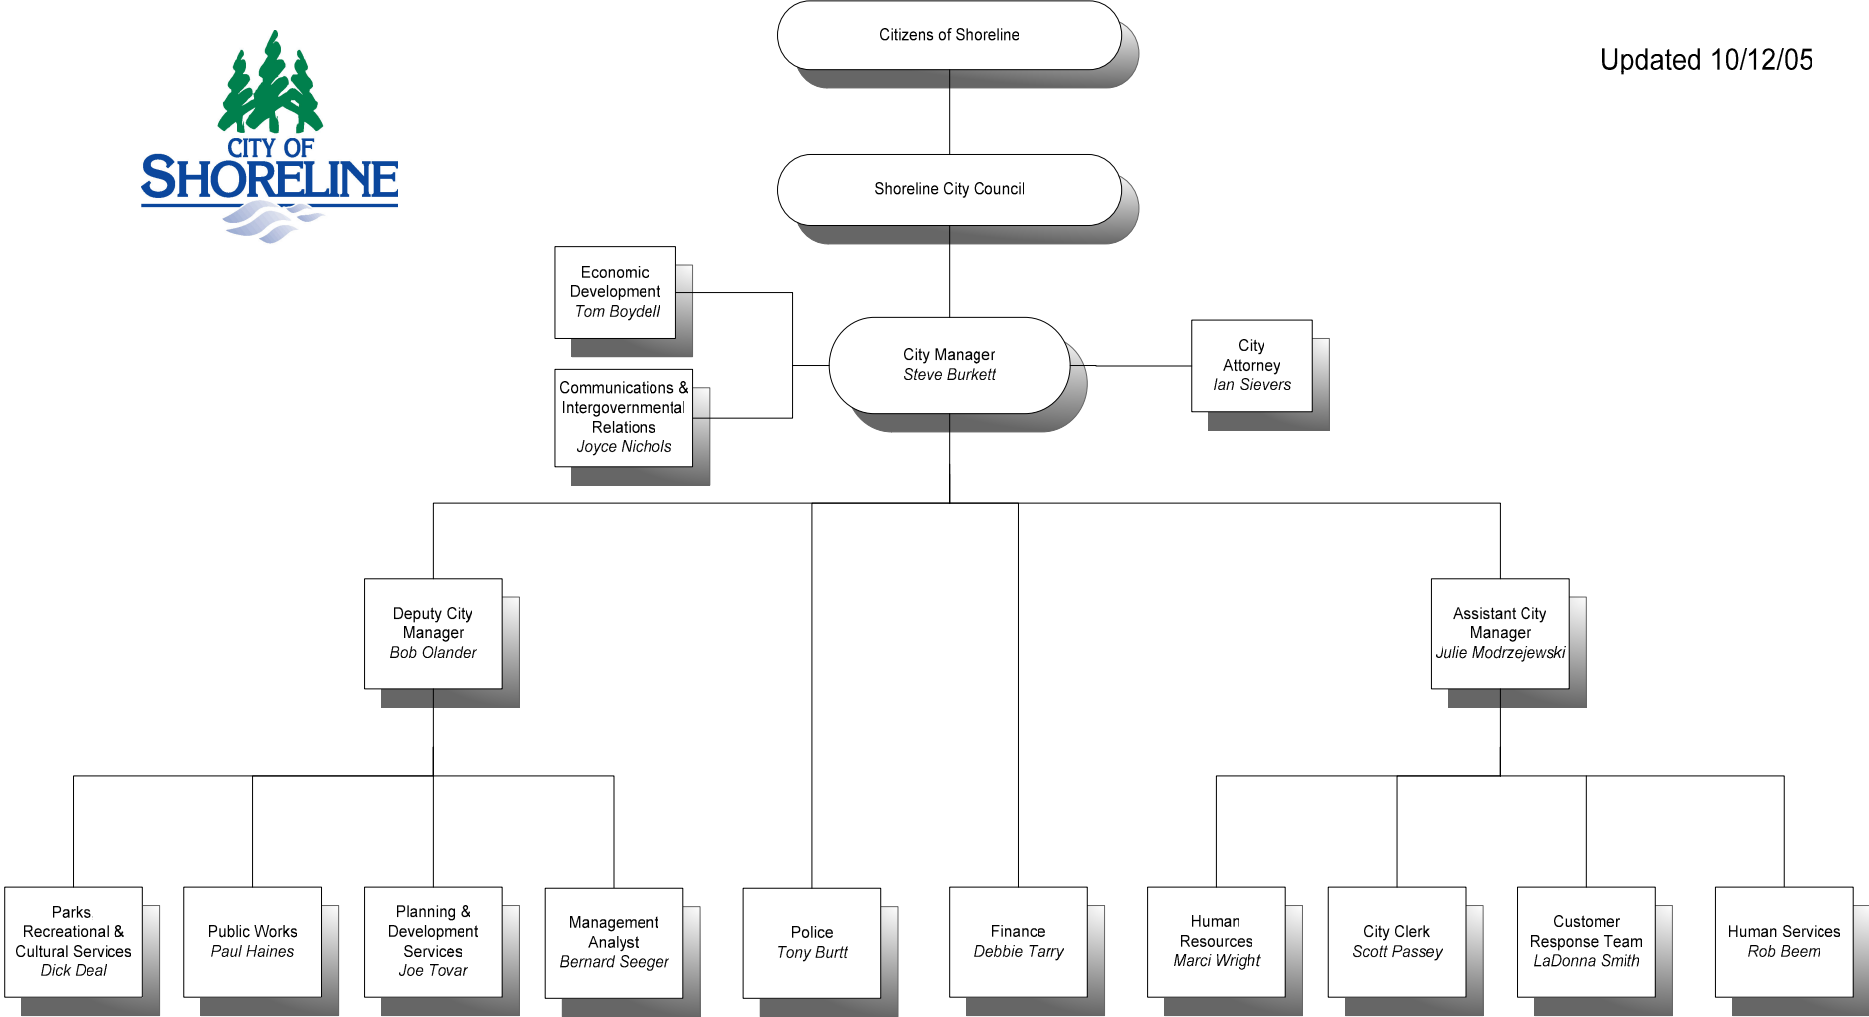 Citizens of Shoreline
Updated 10/12/05
CITY OF
SHORELINE
Shoreline City Council
Economic
Development
Tom Boydell
City Manager
Steve Burkett
City
Attorney
Ian Sievers
Communications &
Intergovernmental
Relations
Joyce Nichols
Deputy City
Manager
Bob Olander
Assistant City
Manager
Julie Modrzejewski
Parks
Recreational &
Cultural Services
Dick Deal
Public Works
Paul Haines
Planning &
Development
Services
Joe Tovar
Management
Analyst
Bernard Seeger
Police
Tony Burtt
Finance
Debbie Tarry
Human
Resources
Marci Wright
City Clerk
Scott Passey
Customer
Response Team
LaDonna Smith
Human Services
Rob Beem